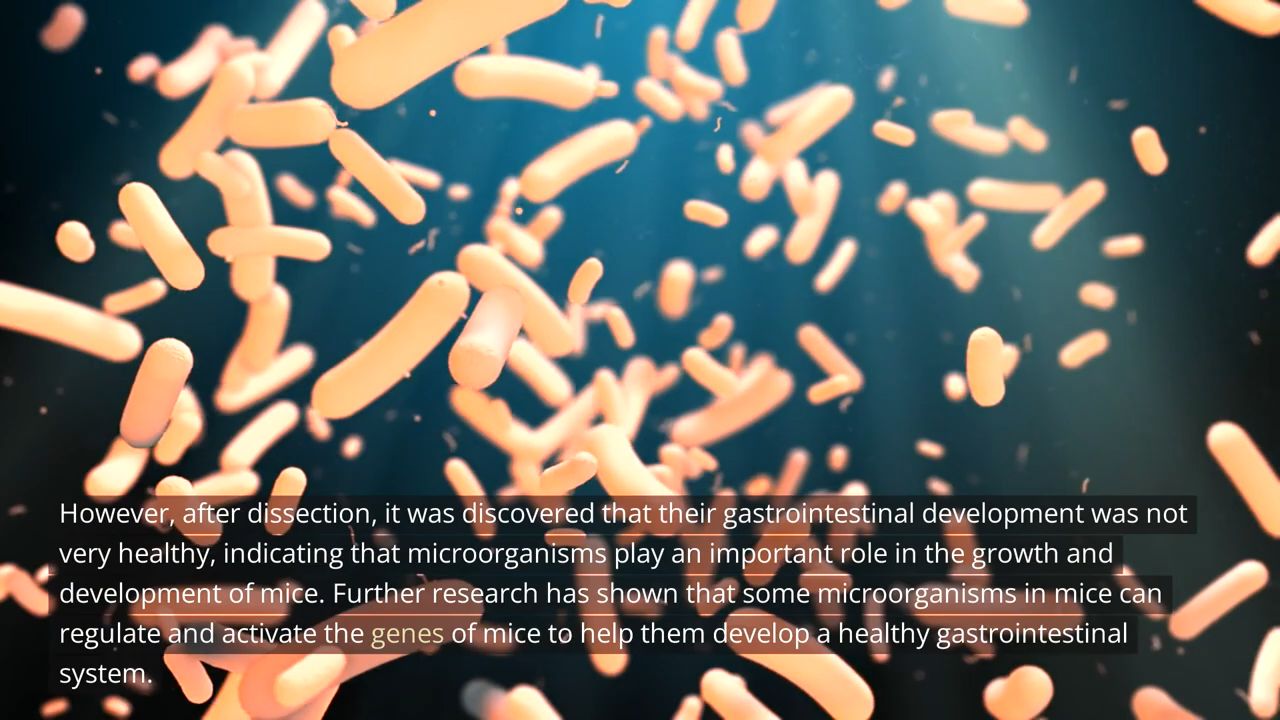 However, after dissection, it was discovered that their gastrointestinal development was not
very healthy, indicating that microorganisms play an important role in the growth and
development of mice. Further research has shown that some microorganisms in mice can
regulate and activate the genes of mice to help them develop a healthy gastrointestinal
system.